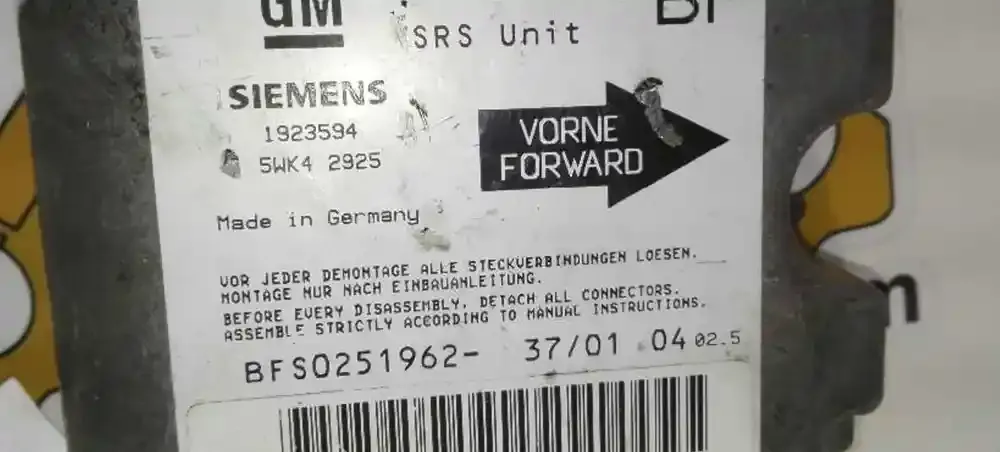 GM
SRS Unit
SIEMENS
1923594
5WK4 2925
VORNE
FORWARD
Made in Germany
VOR JEDER DEMONTAGE ALLE STECKVERBINDUNGEN LOESEN.
MONTAGE NUR NACH EINBAUANLEITUNG.
BEFORE EVERY DISASSEMBLY, DETACH ALL CONNECTORS.
ASSEMBLE STRICTLY ACCORDING TO MANUAL INSTRUCTIONS.
BFS0251962- 37/01 04 02.5